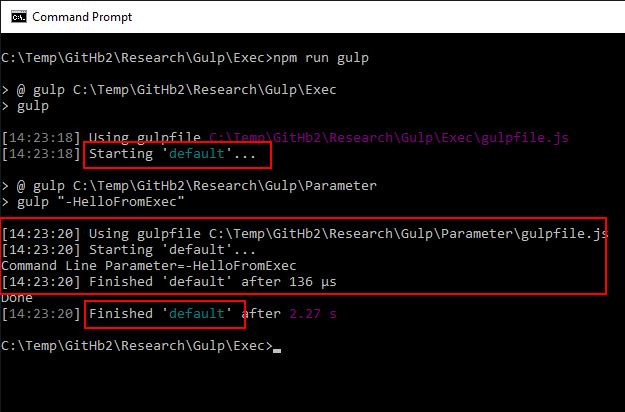 Command Prompt
C:\Temp\GitHb2\Research\Gulp\Exec>npm run gulp
> @ gulp C:\Temp\GitHb2\Research\Gulp\Exec
> gulp
[14:23:18] Using gulpfile C:\Temp\GitHb2\Research\Gulp\Exec\gulpfile.js
[14:23:18] Starting 'default'...
> @ gulp C:\Temp\GitHb2\Research\Gulp\Parameter
> gulp "-HelloFromExec"
[14:23:20] Using gulpfile C:\Temp\GitHb2\Research\Gulp\Parameter\gulpfile.js
[14:23:20] Starting 'default'...
Command Line Parameter=-HelloFromExec
[14:23:20] Finished 'default' after 136 μs
Done
[14:23:20] Finished 'default' after 2.27 s
C:\Temp\GitHb2\Research\Gulp\Exec>